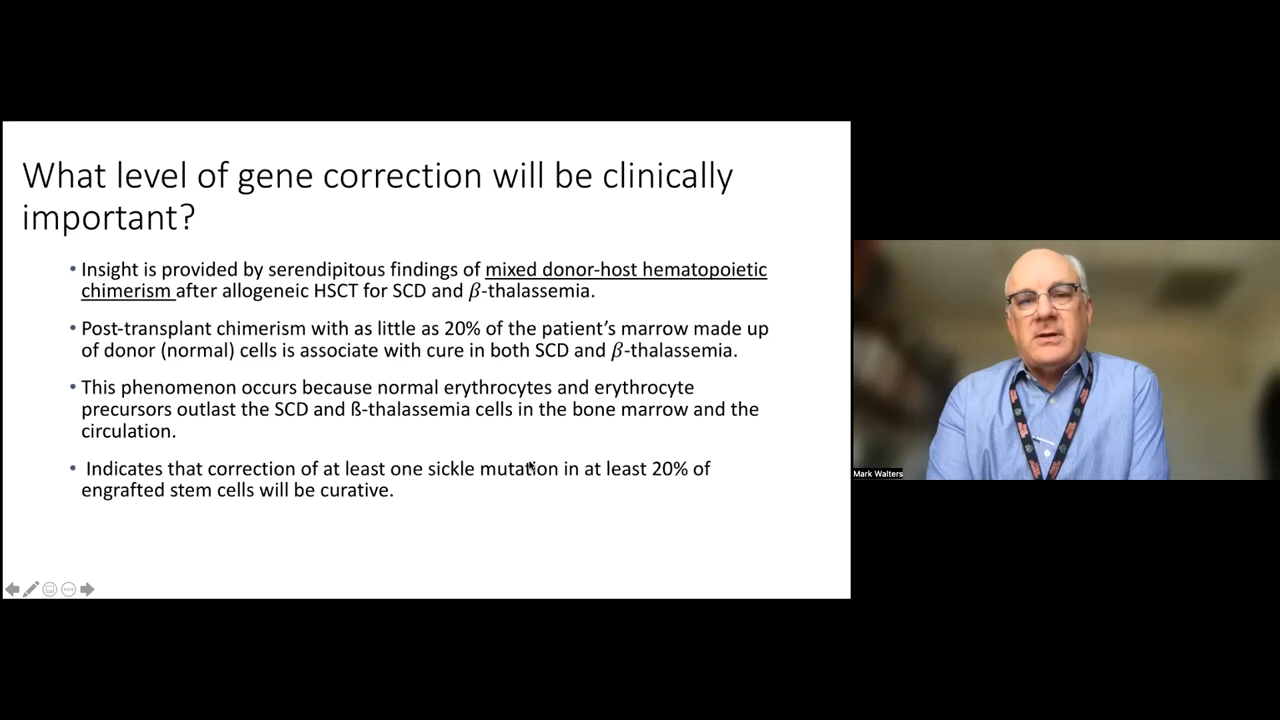 What level of gene correction will be clinically
important?
• Insight is provided by serendipitous findings of mixed donor-host hematopoietic
chimerism after allogeneic HSCT for SCD and β-thalassemia.
• Post-transplant chimerism with as little as 20% of the patient's marrow made up
of donor (normal) cells is associate with cure in both SCD and β-thalassemia.
• This phenomenon occurs because normal erythrocytes and erythrocyte
precursors outlast the SCD and ß-thalassemia cells in the bone marrow and the
circulation.
• Indicates that correction of at least one sickle mutation in at least 20% of
engrafted stem cells will be curative.
Mark Walters